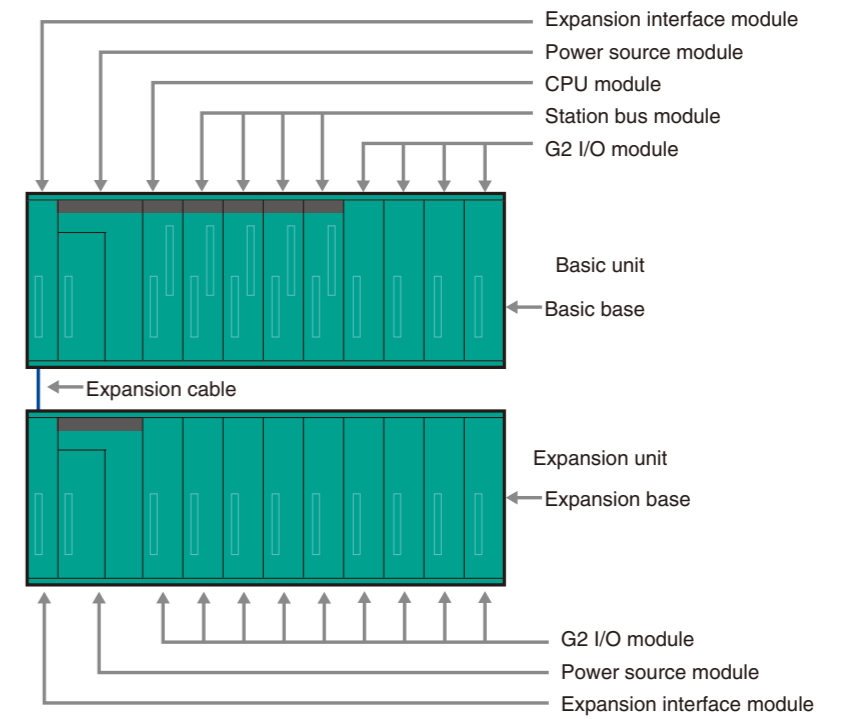 Expansion interface module
Power source module
CPU module
Station bus module
G2 I/O module
Basic unit
Basic base
Expansion cable
Expansion unit
Expansion base
G2 I/O module
Power source module
Expansion interface module